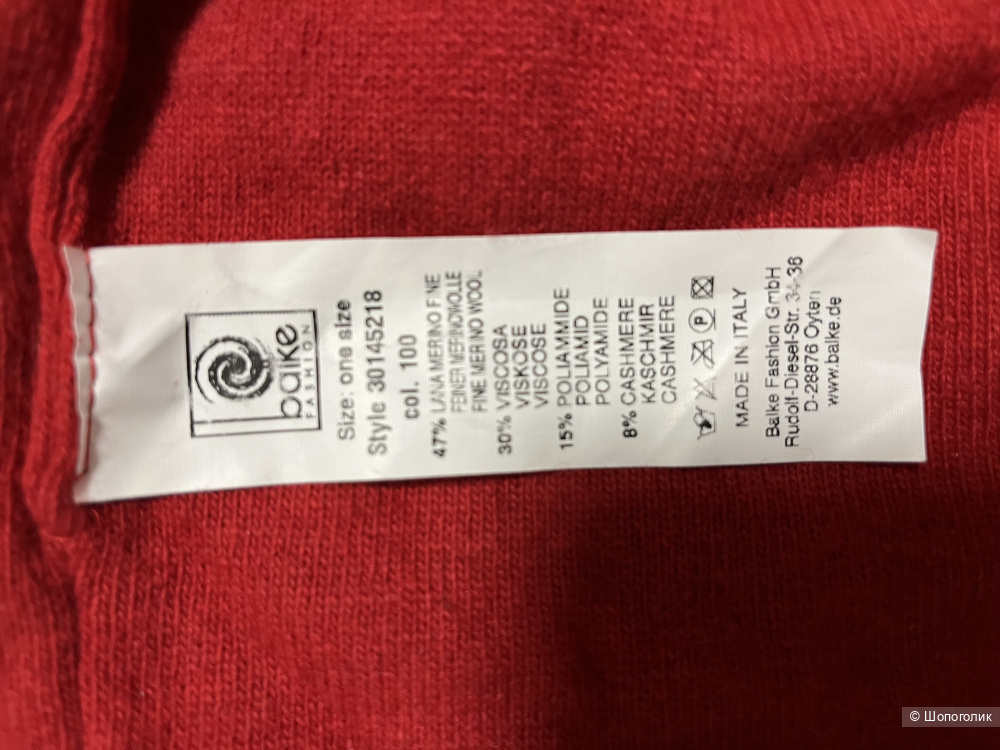 balke
FASHION
Size: one size
Style 30145218
col. 100
47% LANA MERINO FINE
FEINER MERINOWOLLE
FINE MERINO WOOL
30% VISCOSA
VISKOSE
VISCOSE
15% POLIAMMIDE
POLIAMID
POLYAMIDE
8% CASHMERE
KASCHMIR
CASHMERE
P
MADE IN ITALY
Balke Fashion GmbH
Rudolf-Diesel-Str. 34-36
D-28876 Oyten
www.balke.de
© Шопоголик